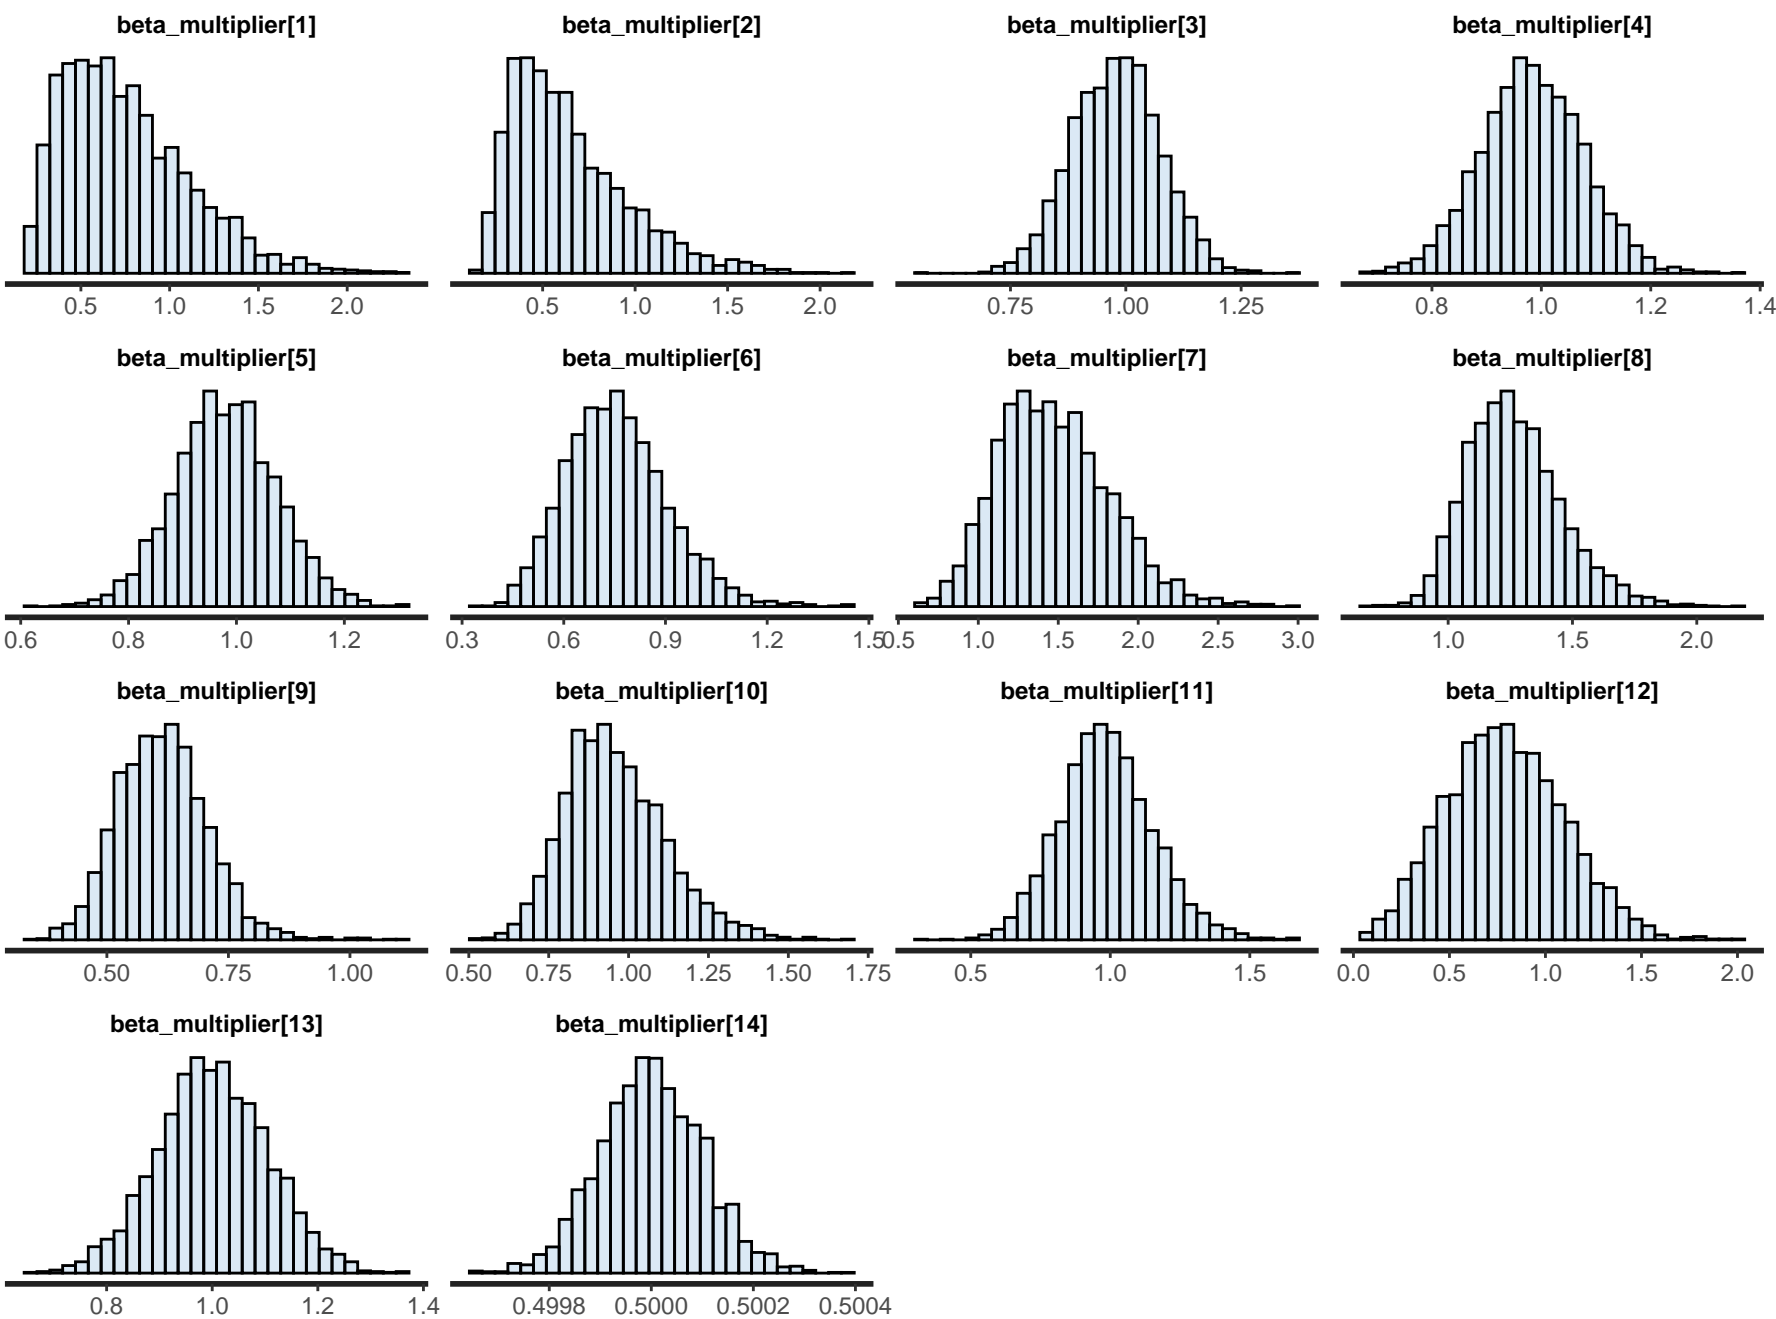 beta_multiplier[1] beta_multiplier[2] beta_multiplier[3] beta_multiplier[4]
0.5 1.0 1.5 2.0 0.5 1.0 1.5 2.0 0.75 1.00 1.25 0.8 1.0 1.2 1.4
beta_multiplier[5] beta_multiplier[6] beta_multiplier[7] beta_multiplier[8]
0.6 0.8 1.0 1.2 0.3 0.6 0.9 1.2 1.5 0.5 1.0 1.5 2.0 2.5 3.0 1.0 1.5 2.0
beta_multiplier[9] beta_multiplier[10] beta_multiplier[11] beta_multiplier[12]
0.50 0.75 1.00 0.50 0.75 1.00 1.25 1.50 1.75 0.5 1.0 1.5 0.0 0.5 1.0 1.5 2.0
beta_multiplier[13] beta_multiplier[14]
0.8 1.0 1.2 1.4 0.4998 0.5000 0.5002 0.5004